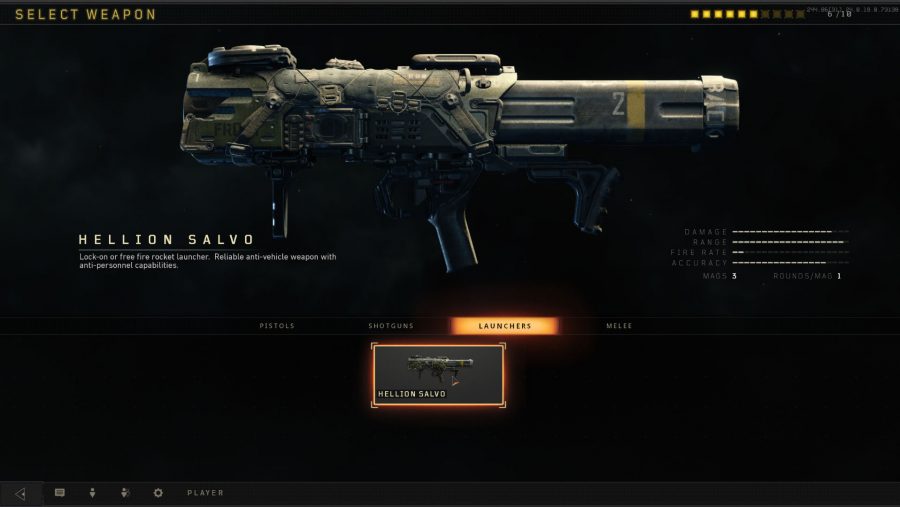 SELECT WEAPON
6/10
FRO
Z
HELLION SALVO
Lock-on or free fire rocket launcher. Reliable anti-vehicle weapon with
anti-personnel capabilities.
DAMAGE
RANGE
FIRE RATE
ACCURACY
MAGS 3 ROUNDS/MAG 1
PISTOLS SHOTGUNS LAUNCHERS MELEE
HELLION SALVO
PLAYER